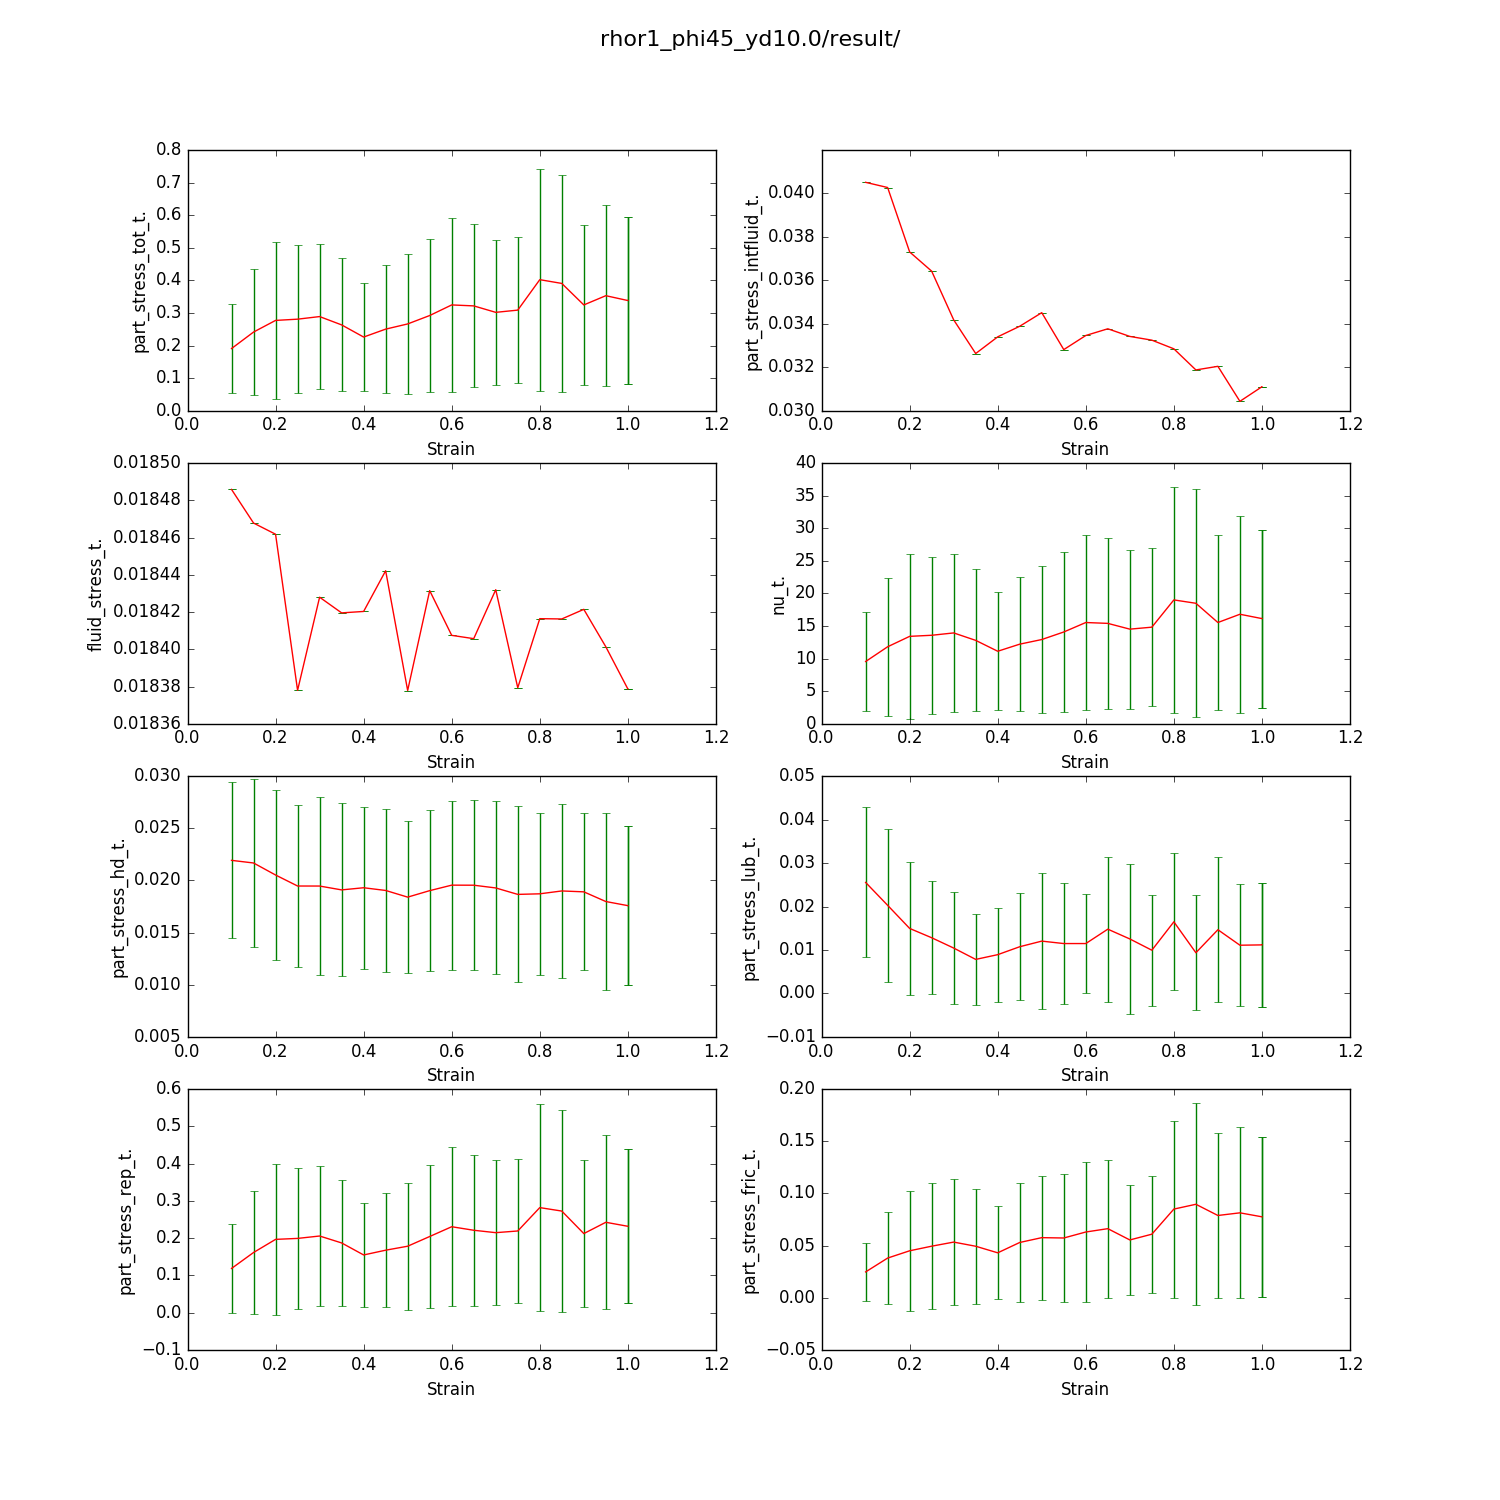 rhor1_phi45_yd10.0/result/
0.8
0.7
0.6
0.5
0.4
0.3
0.2
0.1
0.0
part_stress_tot_t.
0.0 0.2 0.4 0.6 0.8 1.0 1.2
Strain
0.040
0.038
0.036
0.034
0.032
0.030
part_stress_intfluid_t.
0.0 0.2 0.4 0.6 0.8 1.0 1.2
Strain
0.01850
0.01848
0.01846
0.01844
0.01842
0.01840
0.01838
0.01836
fluid_stress_t.
0.0 0.2 0.4 0.6 0.8 1.0 1.2
Strain
40
35
30
25
20
15
10
5
0
nu_t.
0.0 0.2 0.4 0.6 0.8 1.0 1.2
Strain
0.030
0.025
0.020
0.015
0.010
0.005
part_stress_hd_t.
0.0 0.2 0.4 0.6 0.8 1.0 1.2
Strain
0.05
0.04
0.03
0.02
0.01
0.00
−0.01
part_stress_lub_t.
0.0 0.2 0.4 0.6 0.8 1.0 1.2
Strain
0.6
0.5
0.4
0.3
0.2
0.1
0.0
−0.1
part_stress_rep_t.
0.0 0.2 0.4 0.6 0.8 1.0 1.2
Strain
0.20
0.15
0.10
0.05
0.00
−0.05
part_stress_fric_t.
0.0 0.2 0.4 0.6 0.8 1.0 1.2
Strain